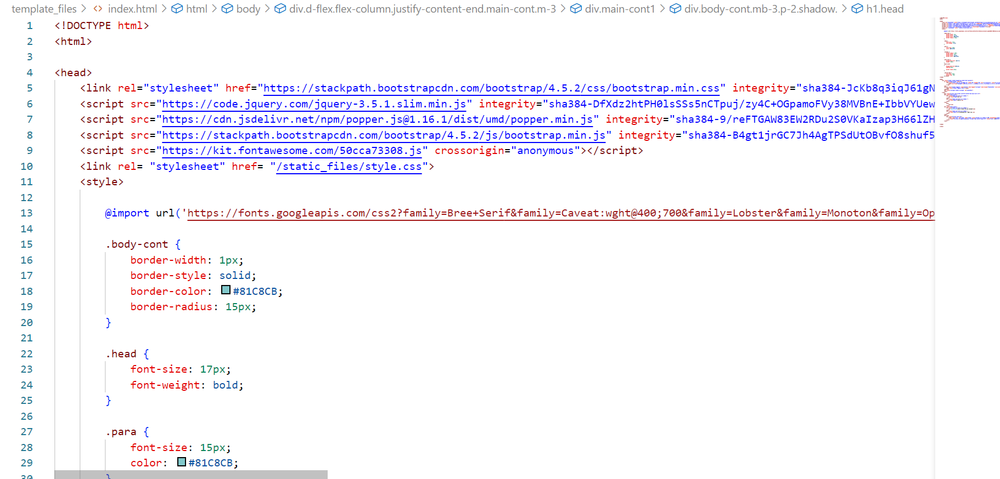 template_files > index.html > html > body > div.d-flex.flex-column.justify-content-end.main-cont.m-3 > div.main-cont1 > div.body-cont.mb-3.p-2.shadow. > h1.head
1 <!DOCTYPE html>
2 <html>
3
4 <head>
5 <link rel="stylesheet" href="https://stackpath.bootstrapcdn.com/bootstrap/4.5.2/css/bootstrap.min.css" integrity="sha384-JcKb8q3iqJ61gN
6 <script src="https://code.jquery.com/jquery-3.5.1.slim.min.js" integrity="sha384-DfXdz2htPH0lsSSs5nCTpuj/zy4C+OGpamoFVy38MVBnE+IbbVYUew
7 <script src="https://cdn.jsdelivr.net/npm/popper.js@1.16.1/dist/umd/popper.min.js" integrity="sha384-9/reFTGAW83EW2RDu2S0VKaIzap3H66lZH
8 <script src="https://stackpath.bootstrapcdn.com/bootstrap/4.5.2/js/bootstrap.min.js" integrity="sha384-B4gt1jrGC7Jh4AgTPSdUtOBvfO8shuf5
9 <script src="https://kit.fontawesome.com/50cca73308.js" crossorigin="anonymous"></script>
10 <link rel= "stylesheet" href= "/static_files/style.css">
11 <style>
12
13 @import url('https://fonts.googleapis.com/css2?family=Bree+Serif&family=Caveat:wght@400;700&family=Lobster&family=Monoton&family=Op
14
15 .body-cont {
16 border-width: 1px;
17 border-style: solid;
18 border-color: #81C8CB;
19 border-radius: 15px;
20 }
21
22 .head {
23 font-size: 17px;
24 font-weight: bold;
25 }
26
27 .para {
28 font-size: 15px;
29 color: #81C8CB;
30 }